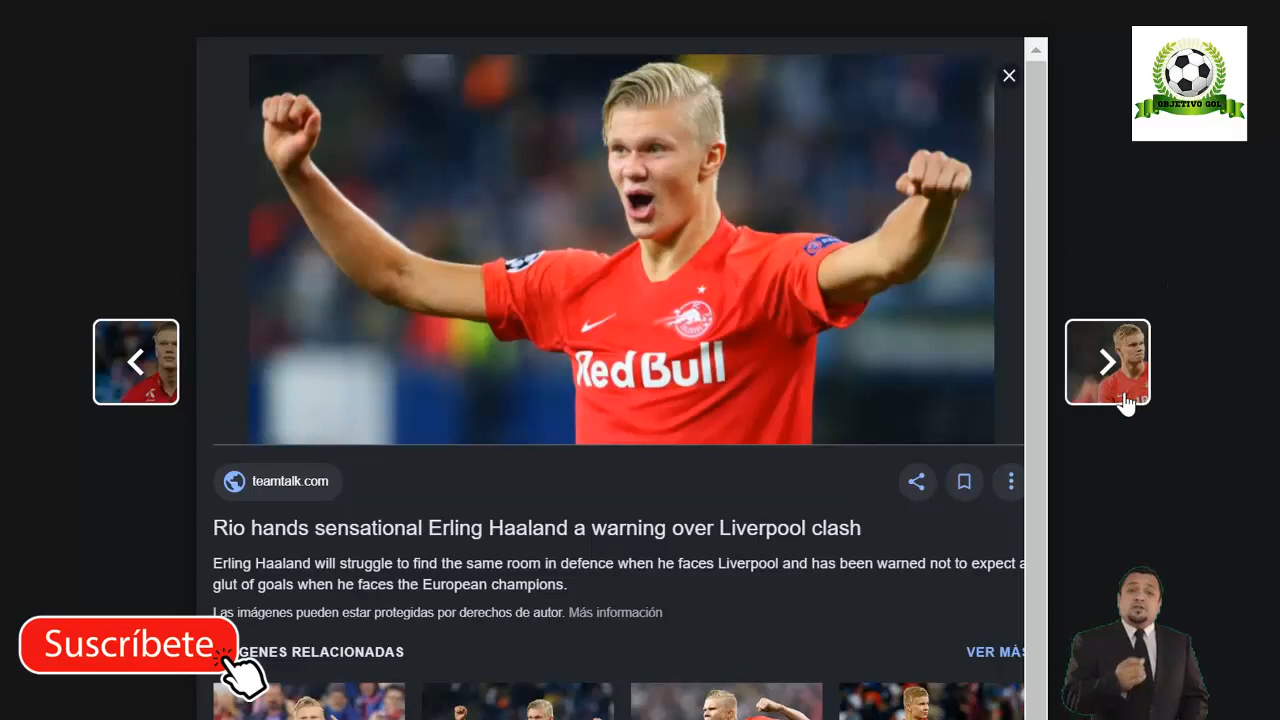 OBJETIVO GOL
Red Bull
teamtalk.com
Rio hands sensational Erling Haaland a warning over Liverpool clash
Erling Haaland will struggle to find the same room in defence when he faces Liverpool and has been warned not to expect a
glut of goals when he faces the European champions.
Las imágenes pueden estar protegidas por derechos de autor. Más información
Suscríbete
GENES RELACIONADAS
VER MÁS